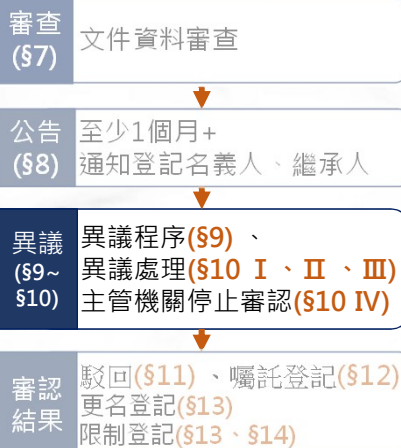 審查
(§7)
文件資料審查
公告
(§8)
至少1個月+
通知登記名義人、繼承人
異議
(§9~
§10)
異議程序(§9) 、
異議處理(§10 Ⅰ、Ⅱ 、Ⅲ)
主管機關停止審認(§10 Ⅳ)
審認
結果
駁回(§11) 、囑託登記(§12)
更名登記(§13)
限制登記(§13、§14)